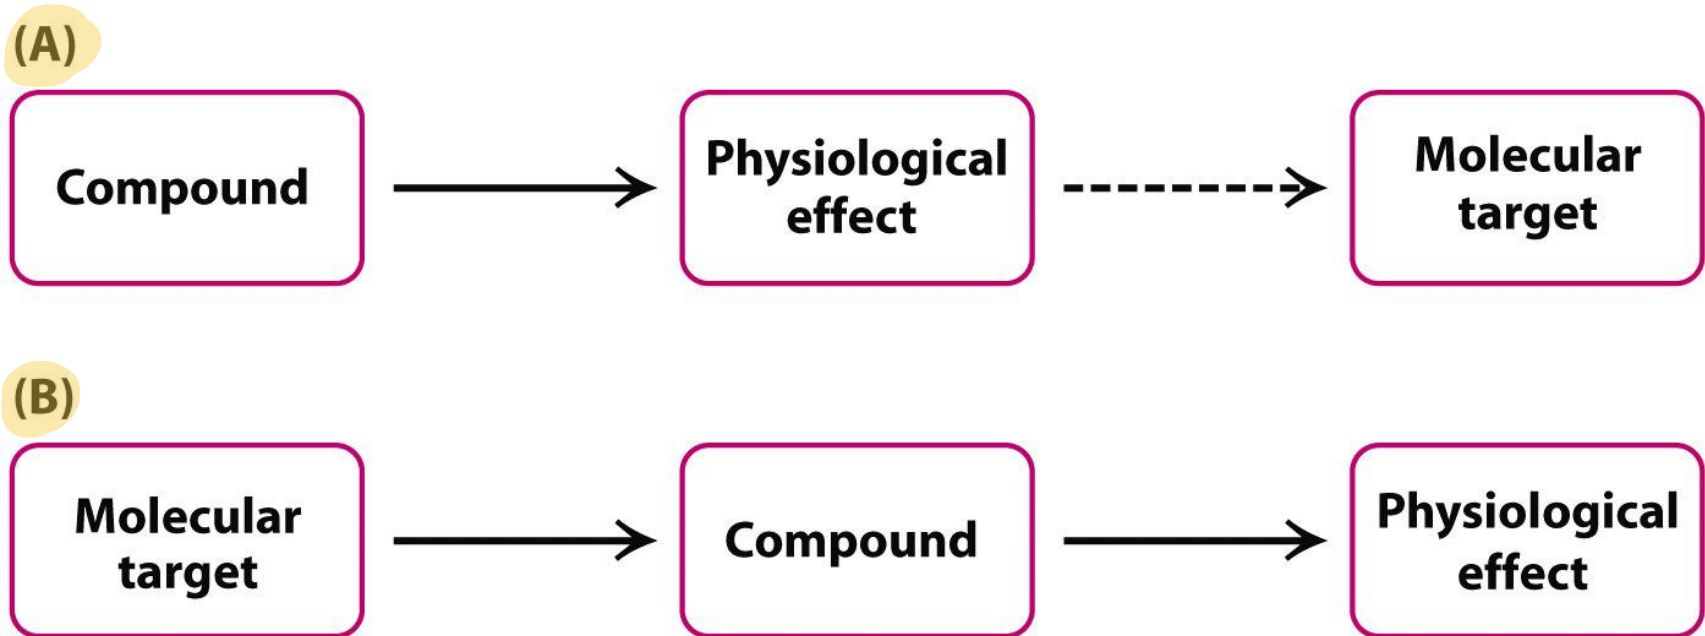 (A)
Compound
Physiological
effect
Molecular
target
(B)
Molecular
target
Compound
Physiological
effect